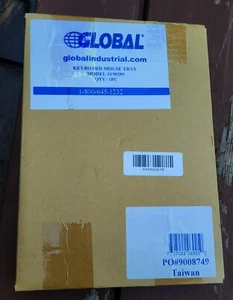 GLOBAL
globalindustrial.com
KEYBOARD MOUSE TRAY
QTY: 1PC
1-800-645-1232
PO#9008749
Taiwan